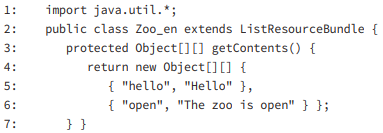 1: import java.util.*;
2: public class Zoo_en extends ListResourceBundle {
3:    protected Object[][] getContents() {
4:       return new Object[][] {
5:          { "hello", "Hello" },
6:          { "open", "The zoo is open" } };
7:    } }